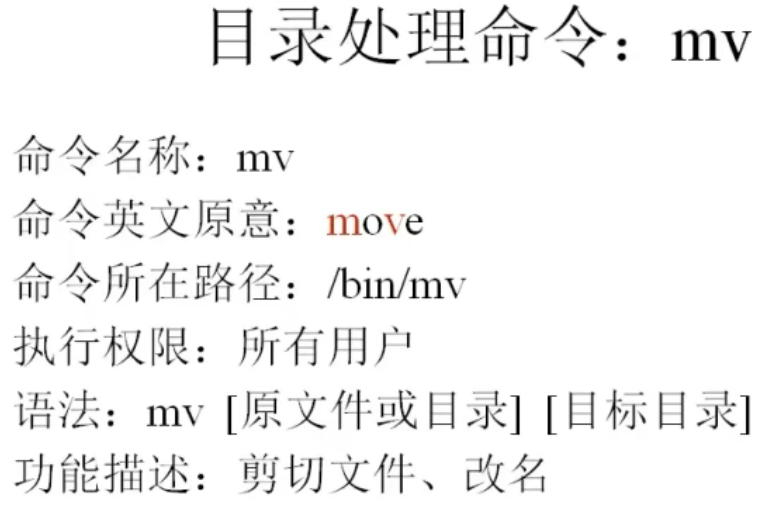 目录处理命令：mv
命令名称：mv
命令英文原意：move
命令所在路径：/bin/mv
执行权限：所有用户
语法：mv [原文件或目录] [目标目录]
功能描述：剪切文件、改名